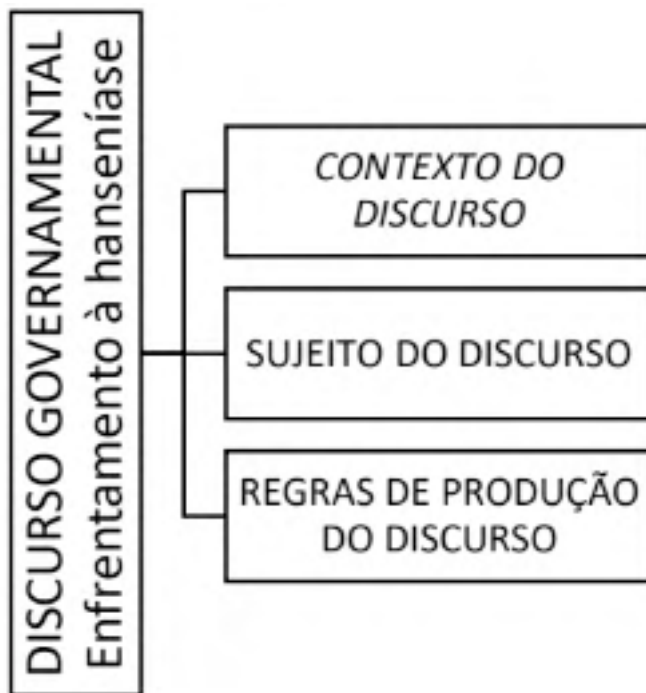 DISCURSO GOVERNAMENTAL
Enfrentamento à hanseníase
CONTEXTO DO
DISCURSO
SUJEITO DO DISCURSO
REGRAS DE PRODUÇÃO
DO DISCURSO